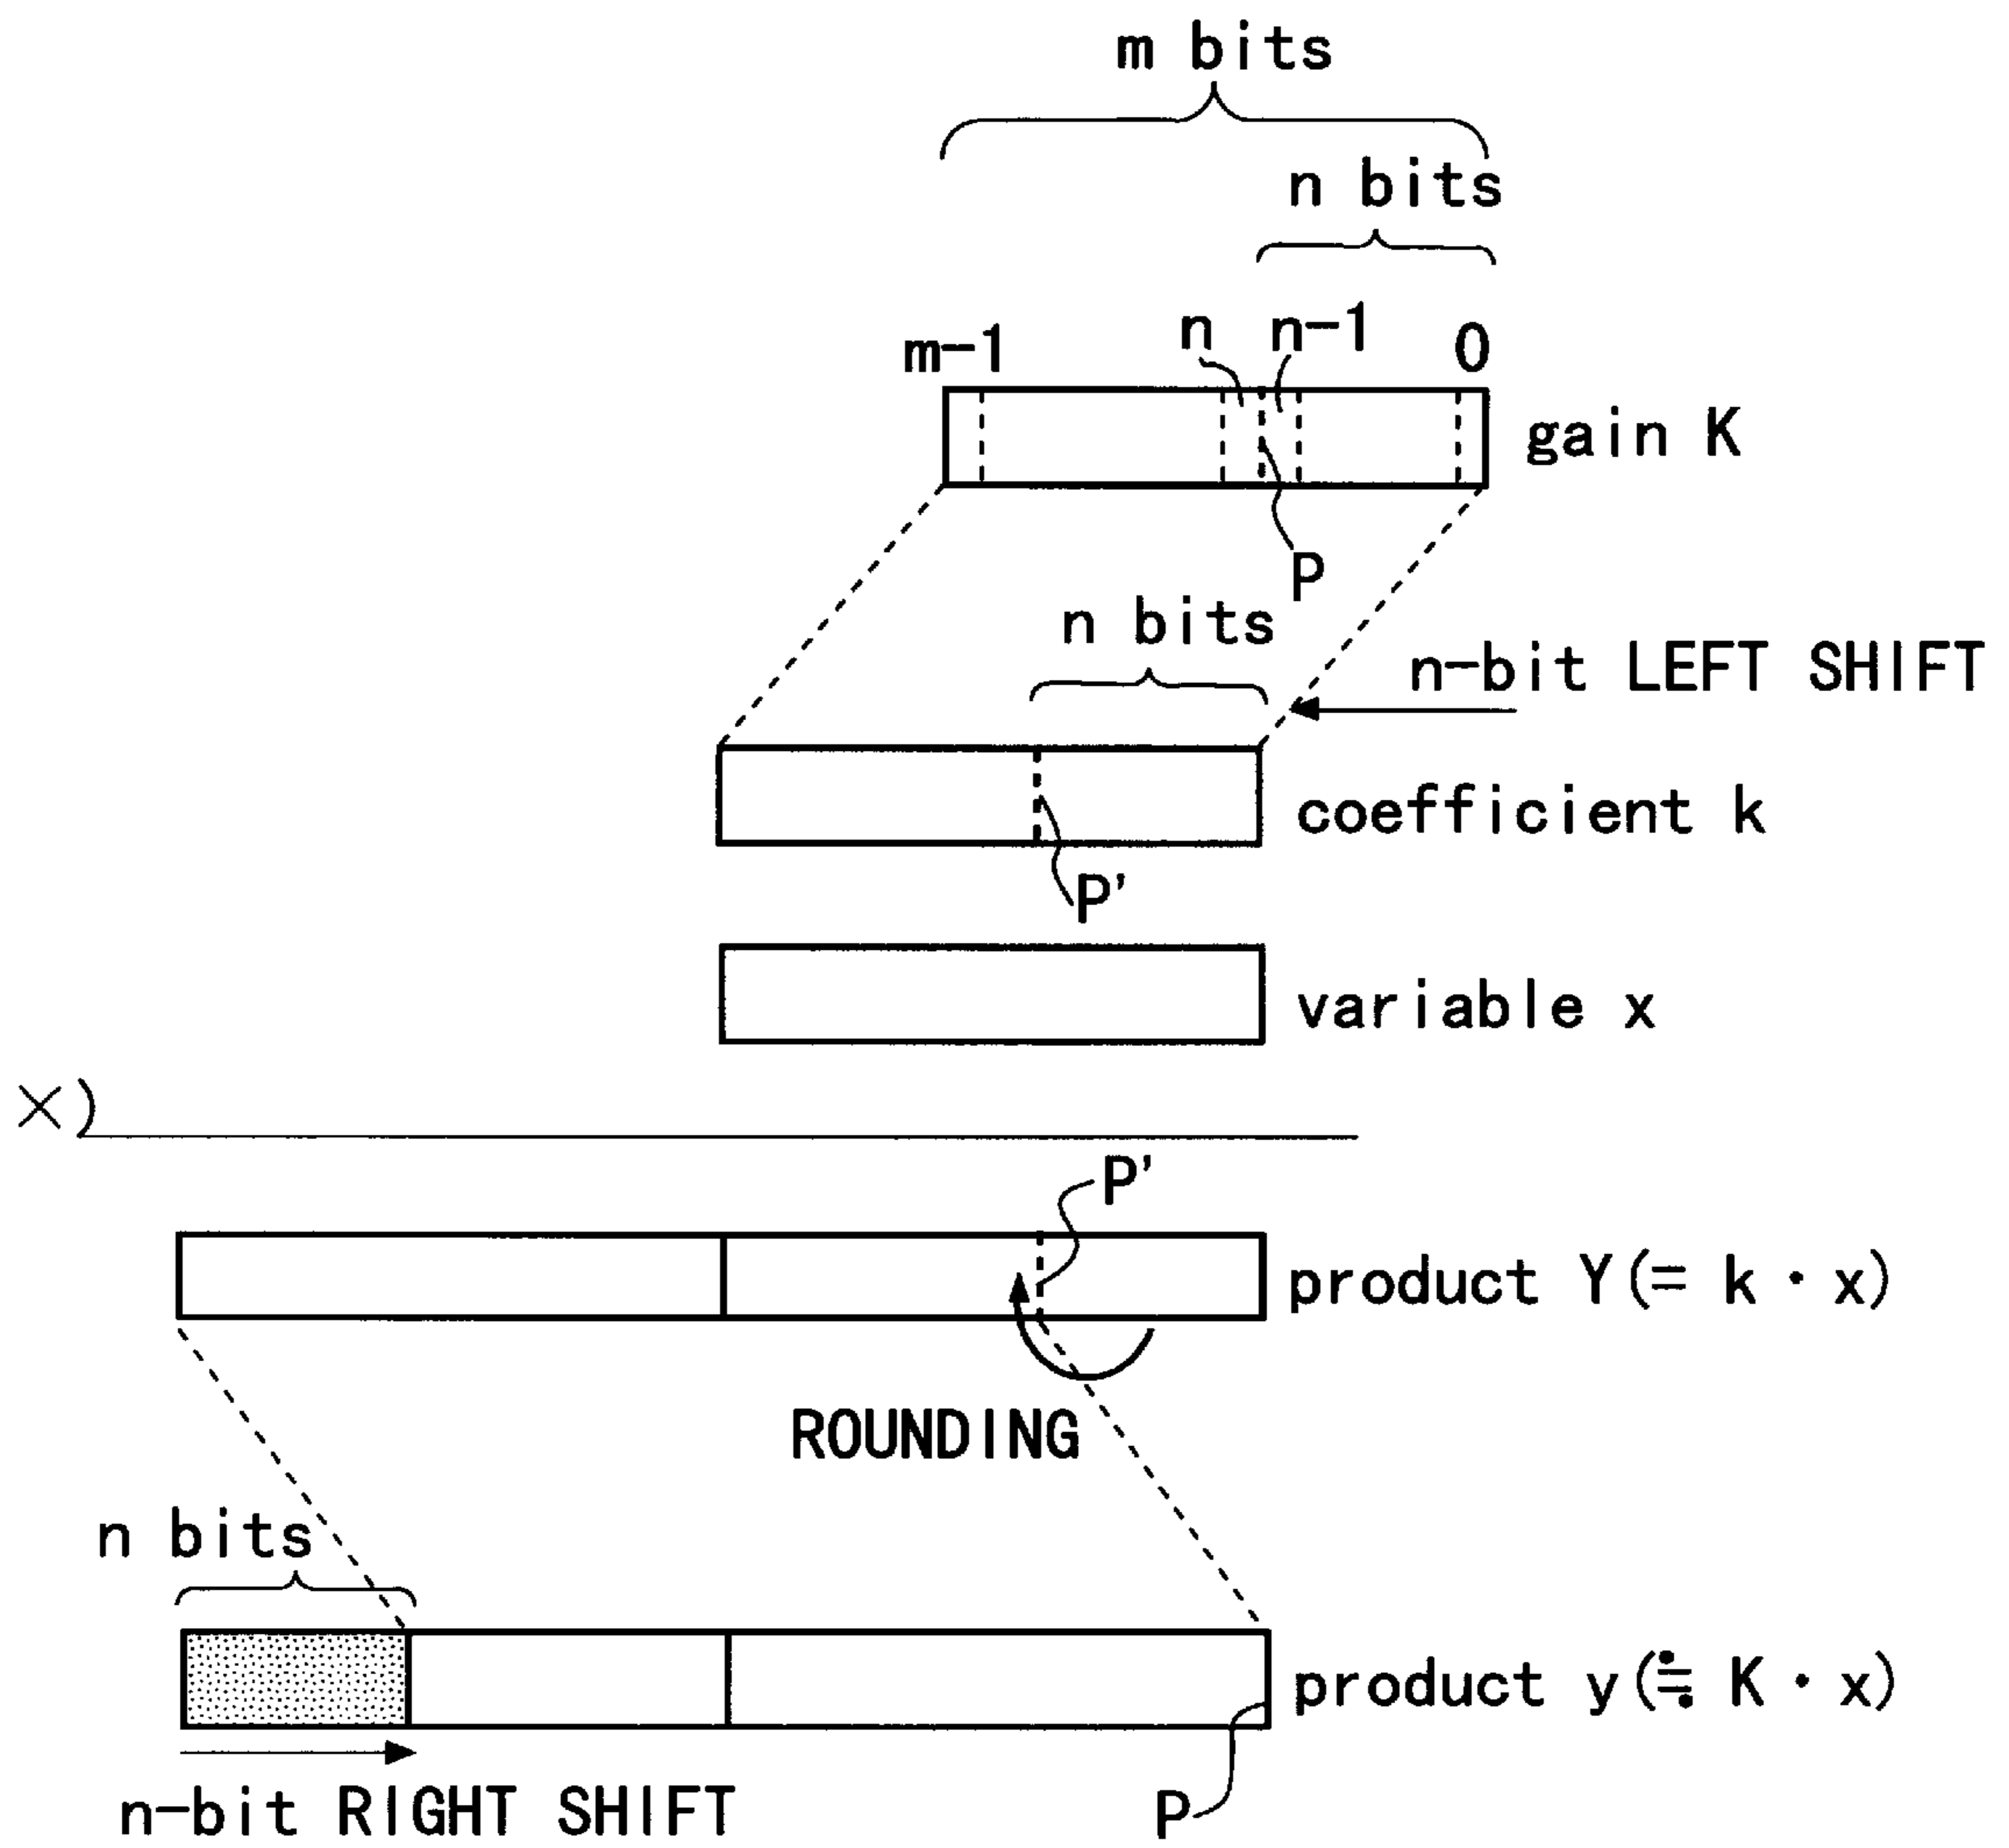 m bits
n bits
m-1 n n-1 0
gain K
P
n bits
n-bit LEFT SHIFT
coefficient k
P'
variable x
×)
P'
product Y(= k · x)
ROUNDING
n bits
product y(≒ K · x)
n-bit RIGHT SHIFT
P